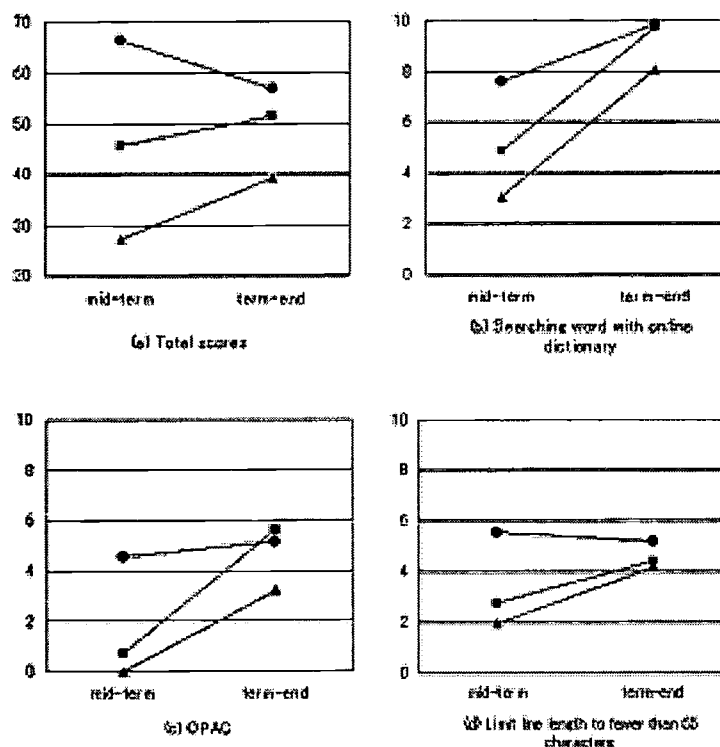 70
60
50
40
30
20
mid-term term-end
(a) Total scores
10
8
6
4
2
0
mid-term term-end
(b) Searching word with online
dictionary
10
8
6
4
2
0
mid-term term-end
(c) OPAC
10
8
6
4
2
0
mid-term term-end
(d) Limit line length to fewer than
characters